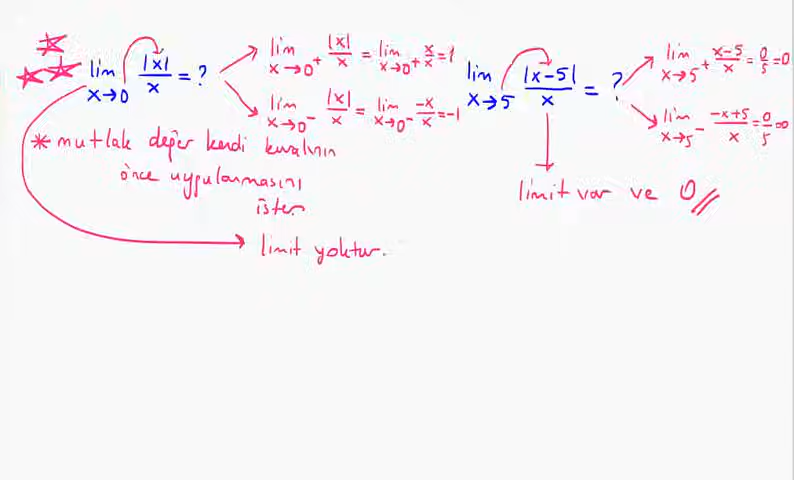 lim x→0 |x|/x = ?
lim x→0⁺ |x|/x = lim x→0⁺ x/x = 1
lim x→0⁻ |x|/x = lim x→0⁻ -x/x = -1
* mutlak değer kendi kuralının
önce uygulanmasını
ister
limit yoktur.
lim x→5 |x-5|/x = ?
lim x→5⁺ x-5/x = 0/5 = 0
lim x→5⁻ -x+5/x = 0/5 = 0
limit var ve 0